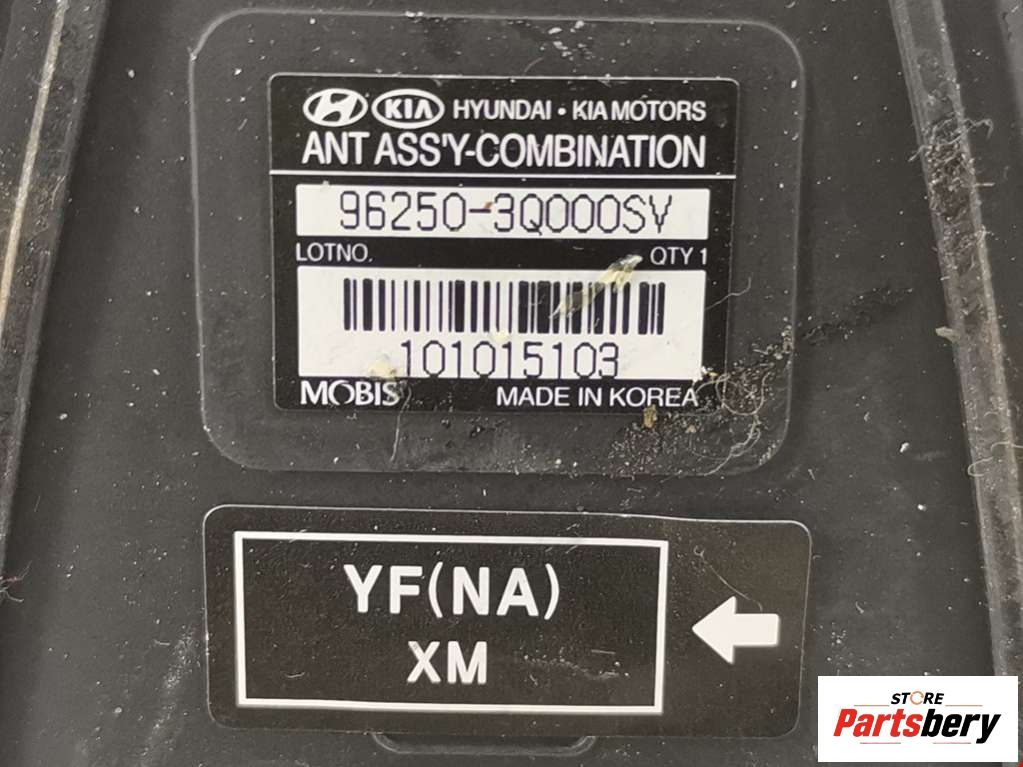 KIA HYUNDAI • KIA MOTORS
ANT ASS'Y-COMBINATION
96250-3Q000SV
LOTNO. QTY 1
101015103
MOBIS MADE IN KOREA
YF(NA)
XM
STORE
Partsbery